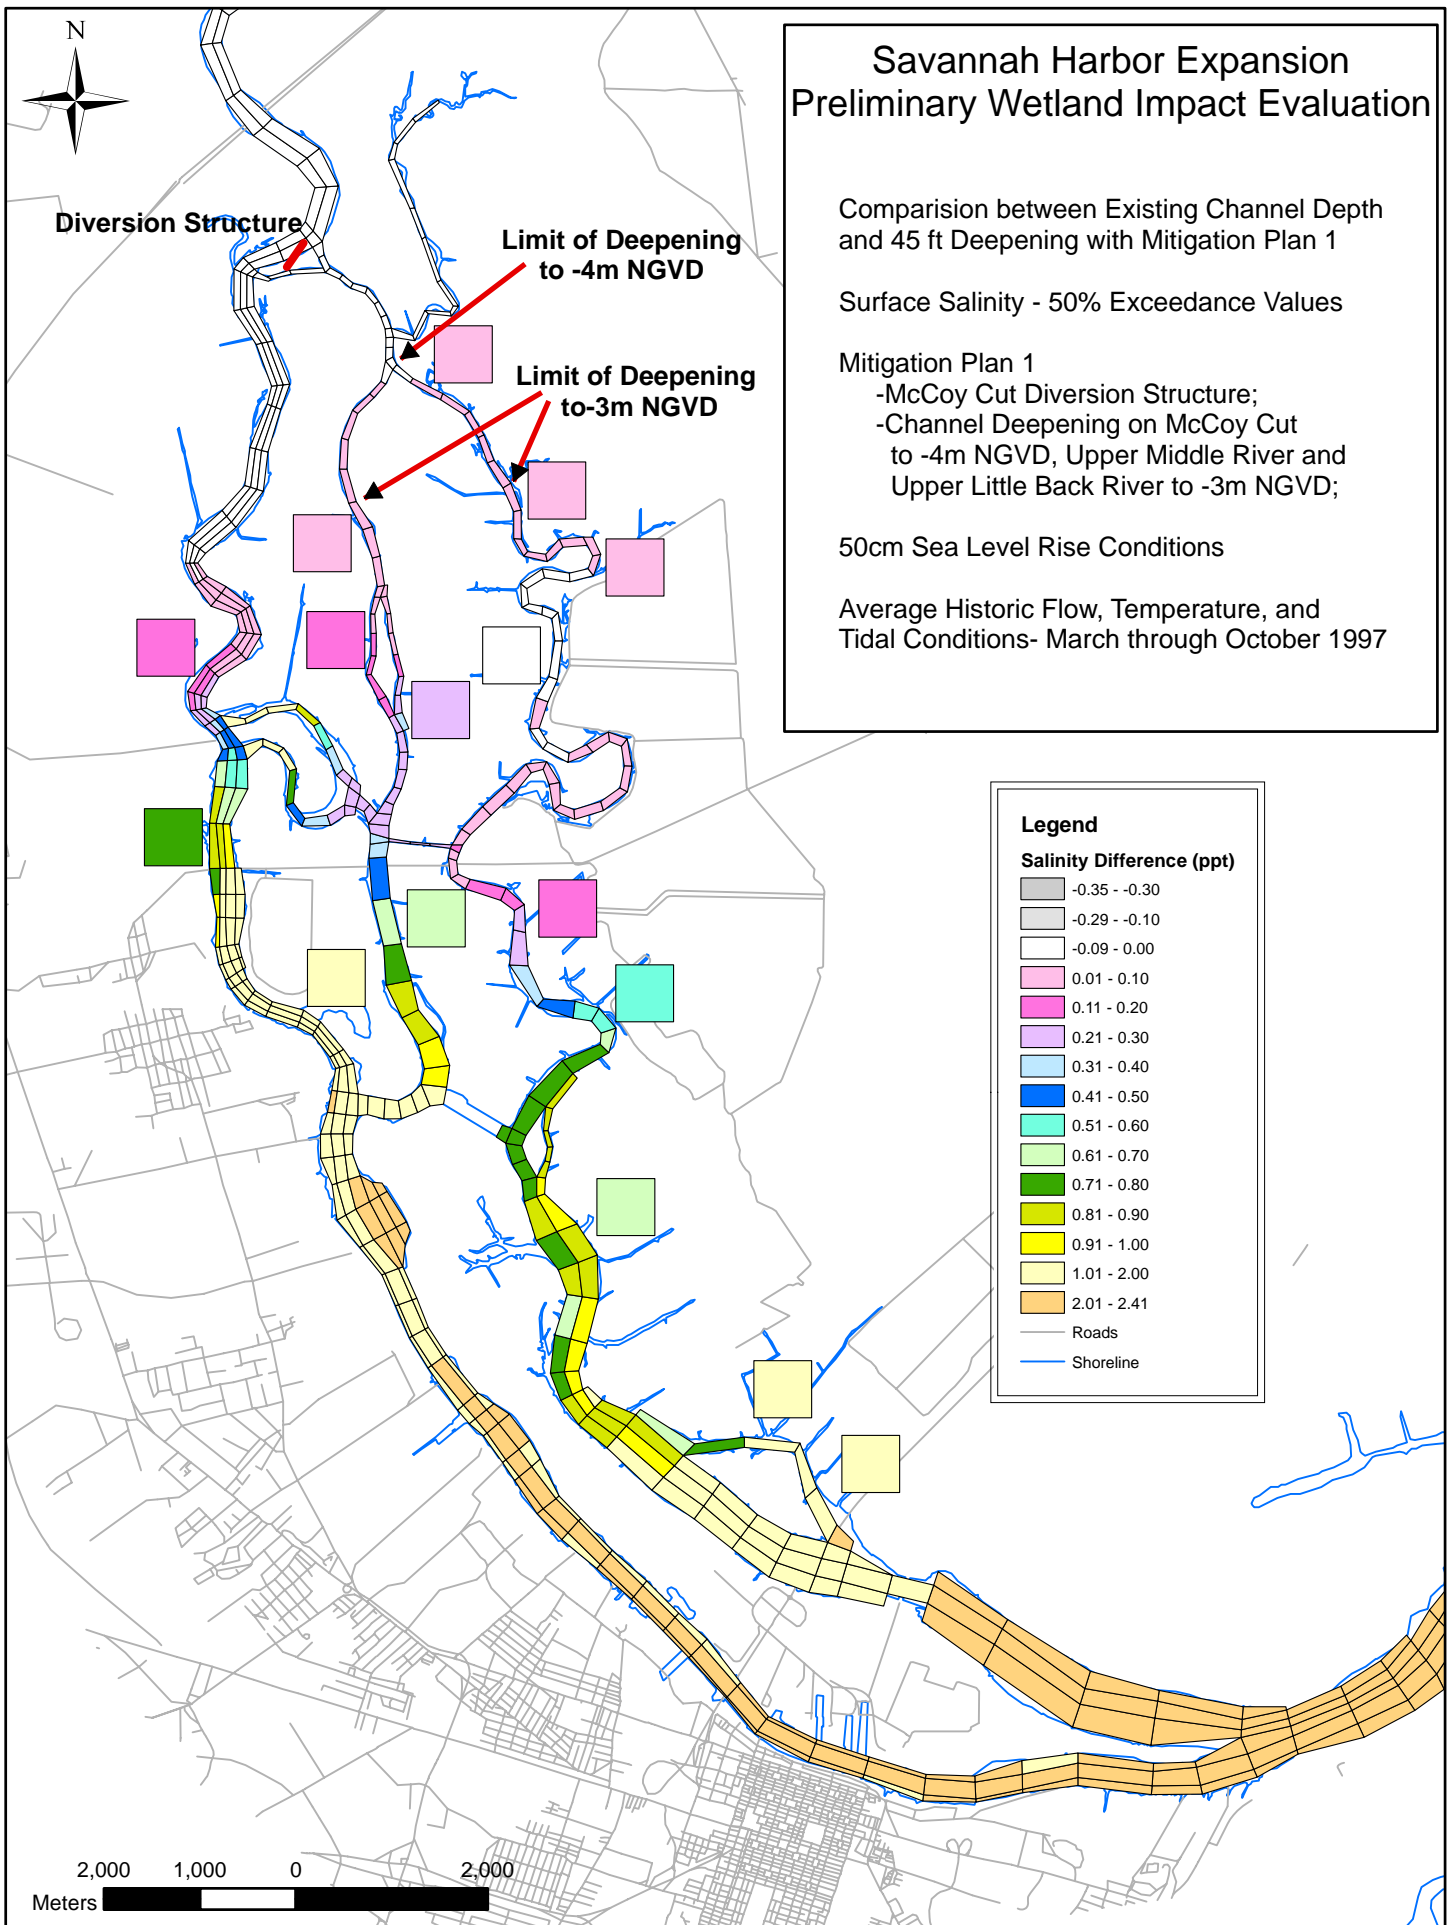 N
Savannah Harbor Expansion
Preliminary Wetland Impact Evaluation
Comparision between Existing Channel Depth
and 45 ft Deepening with Mitigation Plan 1
Surface Salinity - 50% Exceedance Values
Mitigation Plan 1
-McCoy Cut Diversion Structure;
-Channel Deepening on McCoy Cut
to -4m NGVD, Upper Middle River and
Upper Little Back River to -3m NGVD;
50cm Sea Level Rise Conditions
Average Historic Flow, Temperature, and
Tidal Conditions- March through October 1997
Diversion Structure
Limit of Deepening
to -4m NGVD
Limit of Deepening
to-3m NGVD
Legend
Salinity Difference (ppt)
-0.35 - -0.30
-0.29 - -0.10
-0.09 - 0.00
0.01 - 0.10
0.11 - 0.20
0.21 - 0.30
0.31 - 0.40
0.41 - 0.50
0.51 - 0.60
0.61 - 0.70
0.71 - 0.80
0.81 - 0.90
0.91 - 1.00
1.01 - 2.00
2.01 - 2.41
Roads
Shoreline
2,000 1,000 0 2,000
Meters